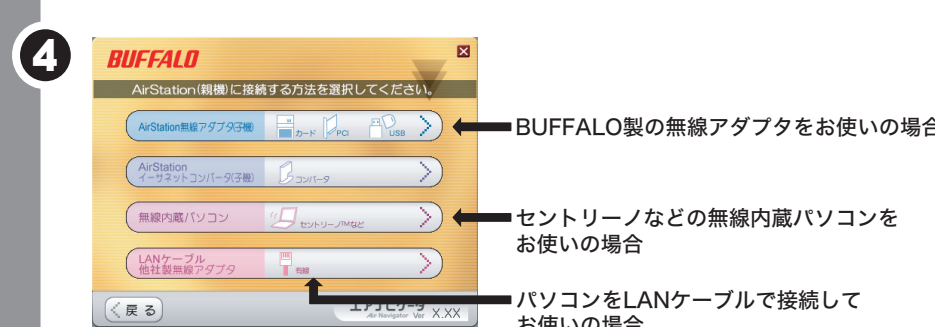 4
BUFFALO
AirStation(親機)に接続する方法を選択してください。
AirStation無線アダプタ(子機) カード PCI USB
BUFFALO製の無線アダプタをお使いの場合
AirStation
イーサネットコンバータ(子機) コンバータ
無線内蔵パソコン セントリーノTMなど
セントリーノなどの無線内蔵パソコンを
お使いの場合
LANケーブル
他社製無線アダプタ 有線
パソコンをLANケーブルで接続して
お使いの場合
戻る
エアナビゲータ
Air Navigator Ver X.XX